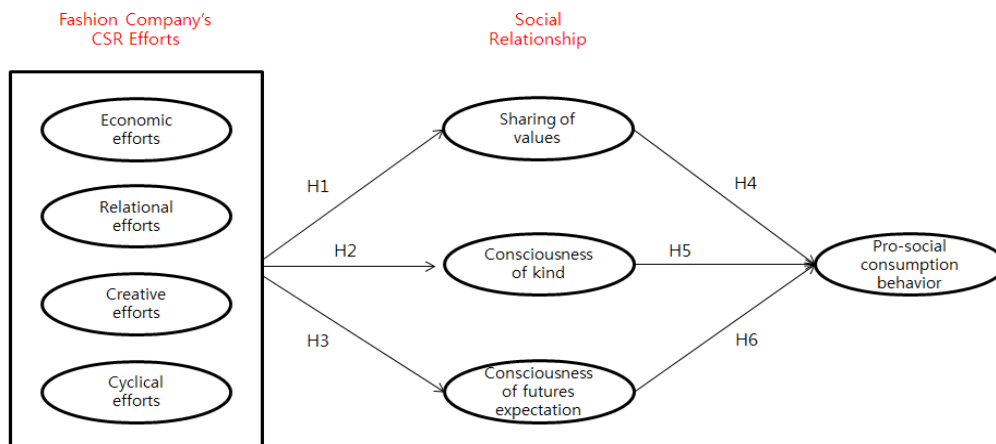 Fashion Company's
CSR Efforts
Social
Relationship
Economic
efforts
Relational
efforts
Creative
efforts
Cyclical
efforts
H1
H2
H3
Sharing of
values
Consciousness
of kind
Consciousness
of futures
expectation
H4
H5
H6
Pro-social
consumption
behavior